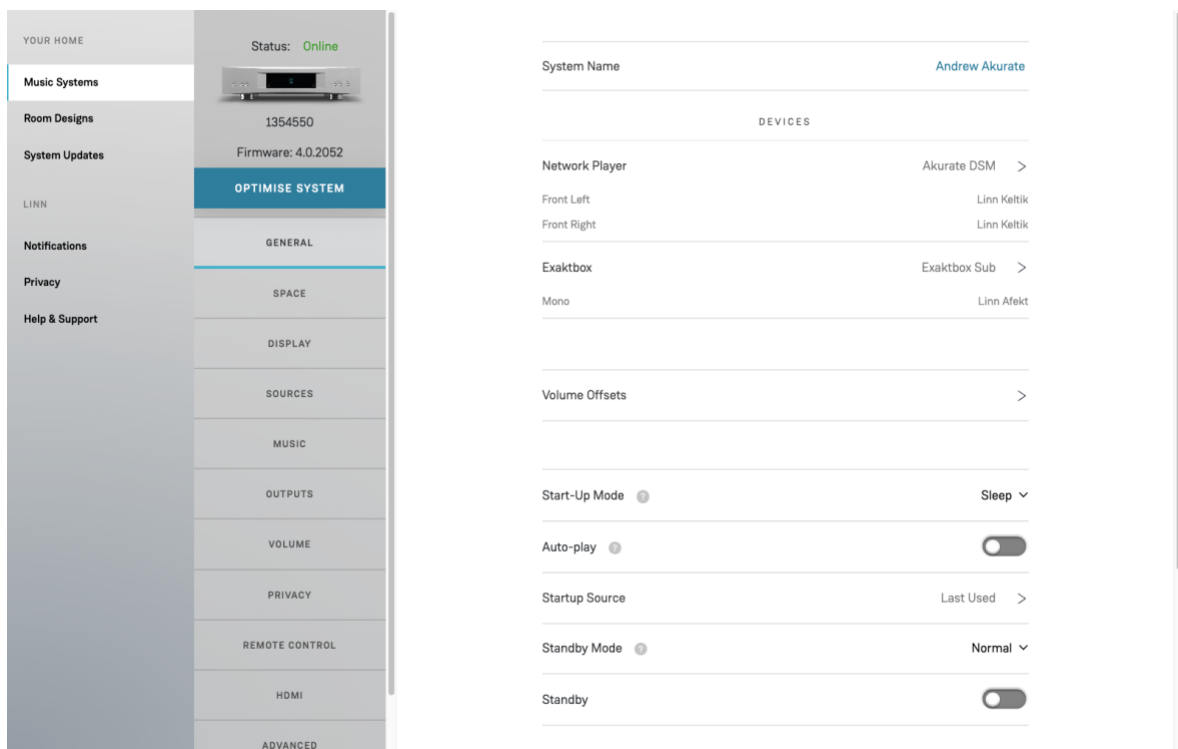 YOUR HOME
Music Systems
Room Designs
System Updates
LINN
Notifications
Privacy
Help & Support
Status: Online
1354550
Firmware: 4.0.2052
OPTIMISE SYSTEM
GENERAL
SPACE
DISPLAY
SOURCES
MUSIC
OUTPUTS
VOLUME
PRIVACY
REMOTE CONTROL
HDMI
ADVANCED
System Name Andrew Akurate
DEVICES
Network Player Akurate DSM >
Front Left Linn Keltik
Front Right Linn Keltik
Exaktbox Exaktbox Sub >
Mono Linn Afekt
Volume Offsets >
Start-Up Mode ? Sleep
Auto-play ?
Startup Source Last Used >
Standby Mode ? Normal
Standby